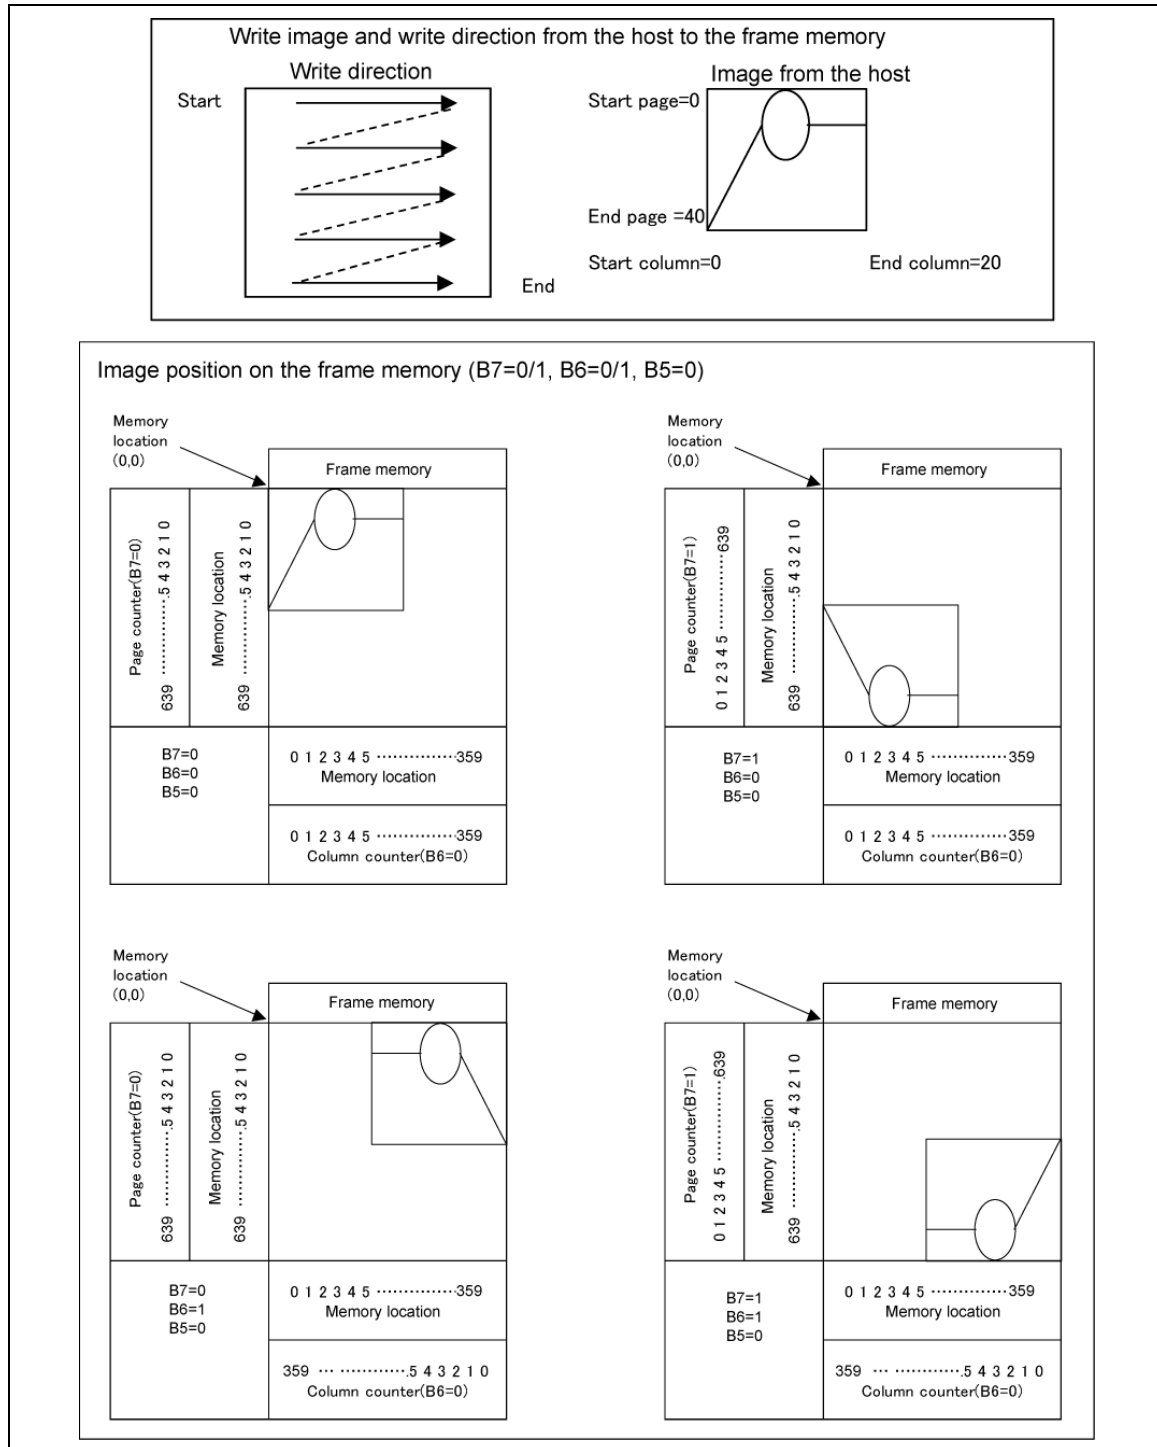 Write image and write direction from the host to the frame memory
Write direction
Image from the host
Start
Start page=0
End page =40
Start column=0
End column=20
End
Image position on the frame memory (B7=0/1, B6=0/1, B5=0)
Memory
location
(0,0)
Frame memory
Page counter(B7=0)
639 ·············.5 4 3 2 1 0
Memory location
639 ·············.5 4 3 2 1 0
B7=0
B6=0
B5=0
0 1 2 3 4 5 ··············359
Memory location
0 1 2 3 4 5 ··············359
Column counter(B6=0)
Memory
location
(0,0)
Frame memory
Page counter(B7=1)
0 1 2 3 4 5 ··············639
Memory location
639 ·············.5 4 3 2 1 0
B7=1
B6=0
B5=0
0 1 2 3 4 5 ··············359
Memory location
0 1 2 3 4 5 ··············359
Column counter(B6=0)
Memory
location
(0,0)
Frame memory
Page counter(B7=0)
639 ·············.5 4 3 2 1 0
Memory location
639 ·············.5 4 3 2 1 0
B7=0
B6=1
B5=0
0 1 2 3 4 5 ··············359
Memory location
359 ··· ············.5 4 3 2 1 0
Column counter(B6=0)
Memory
location
(0,0)
Frame memory
Page counter(B7=1)
0 1 2 3 4 5 ··············.639
Memory location
639 ·············.5 4 3 2 1 0
B7=1
B6=1
B5=0
0 1 2 3 4 5 ··············359
Memory location
359 ··· ············.5 4 3 2 1 0
Column counter(B6=0)